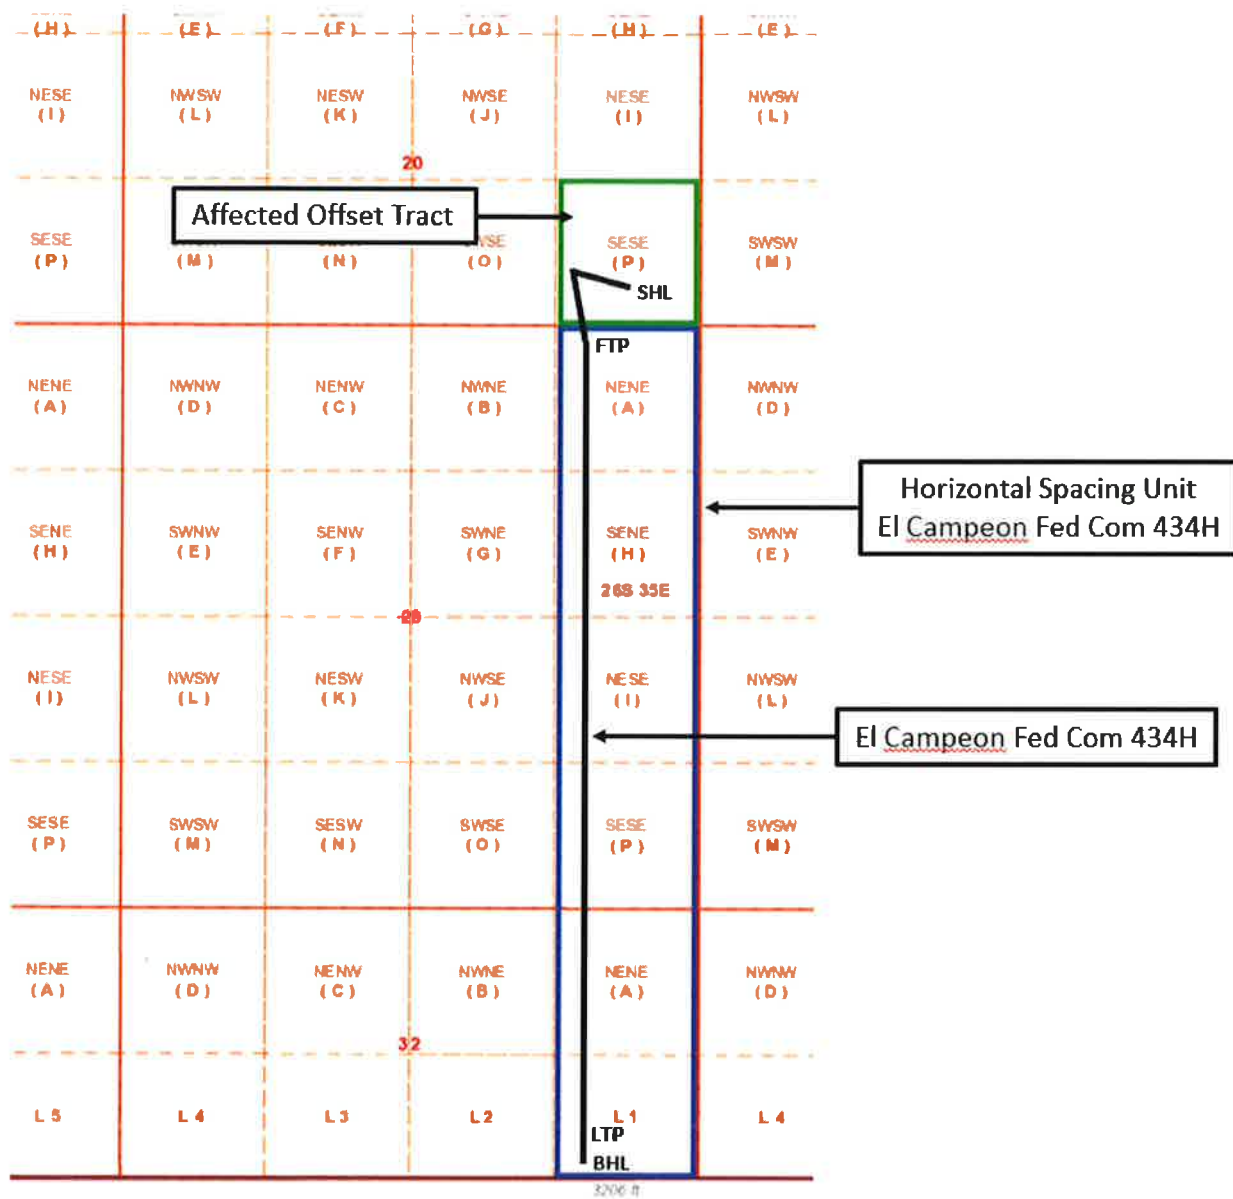 (H) (E) (F) (G) (H) (E)
NESE NWSW NESW NWSE NESE NWSW
(I) (L) (K) (J) (I) (L)
20
Affected Offset Tract
SESE SESE SWSW
(P) (M) (N) (O) (P) (M)
SHL
FTP
NENE NWNW NENW NWNE NENE NWNW
(A) (D) (C) (B) (A) (D)
Horizontal Spacing Unit
El Campeon Fed Com 434H
SENE SWNW SENW SWNE SENE SWNW
(H) (E) (F) (G) (H) (E)
26S 35E
NESE NWSW NESW NWSE NESE NWSW
(I) (L) (K) (J) (I) (L)
El Campeon Fed Com 434H
SESE SWSW SESW SWSE SESE SWSW
(P) (M) (N) (O) (P) (M)
NENE NWNW NENW NWNE NENE NWNW
(A) (D) (C) (B) (A) (D)
32
L 5 L 4 L 3 L 2 L 1 L 4
LTP
BHL
3206 ft